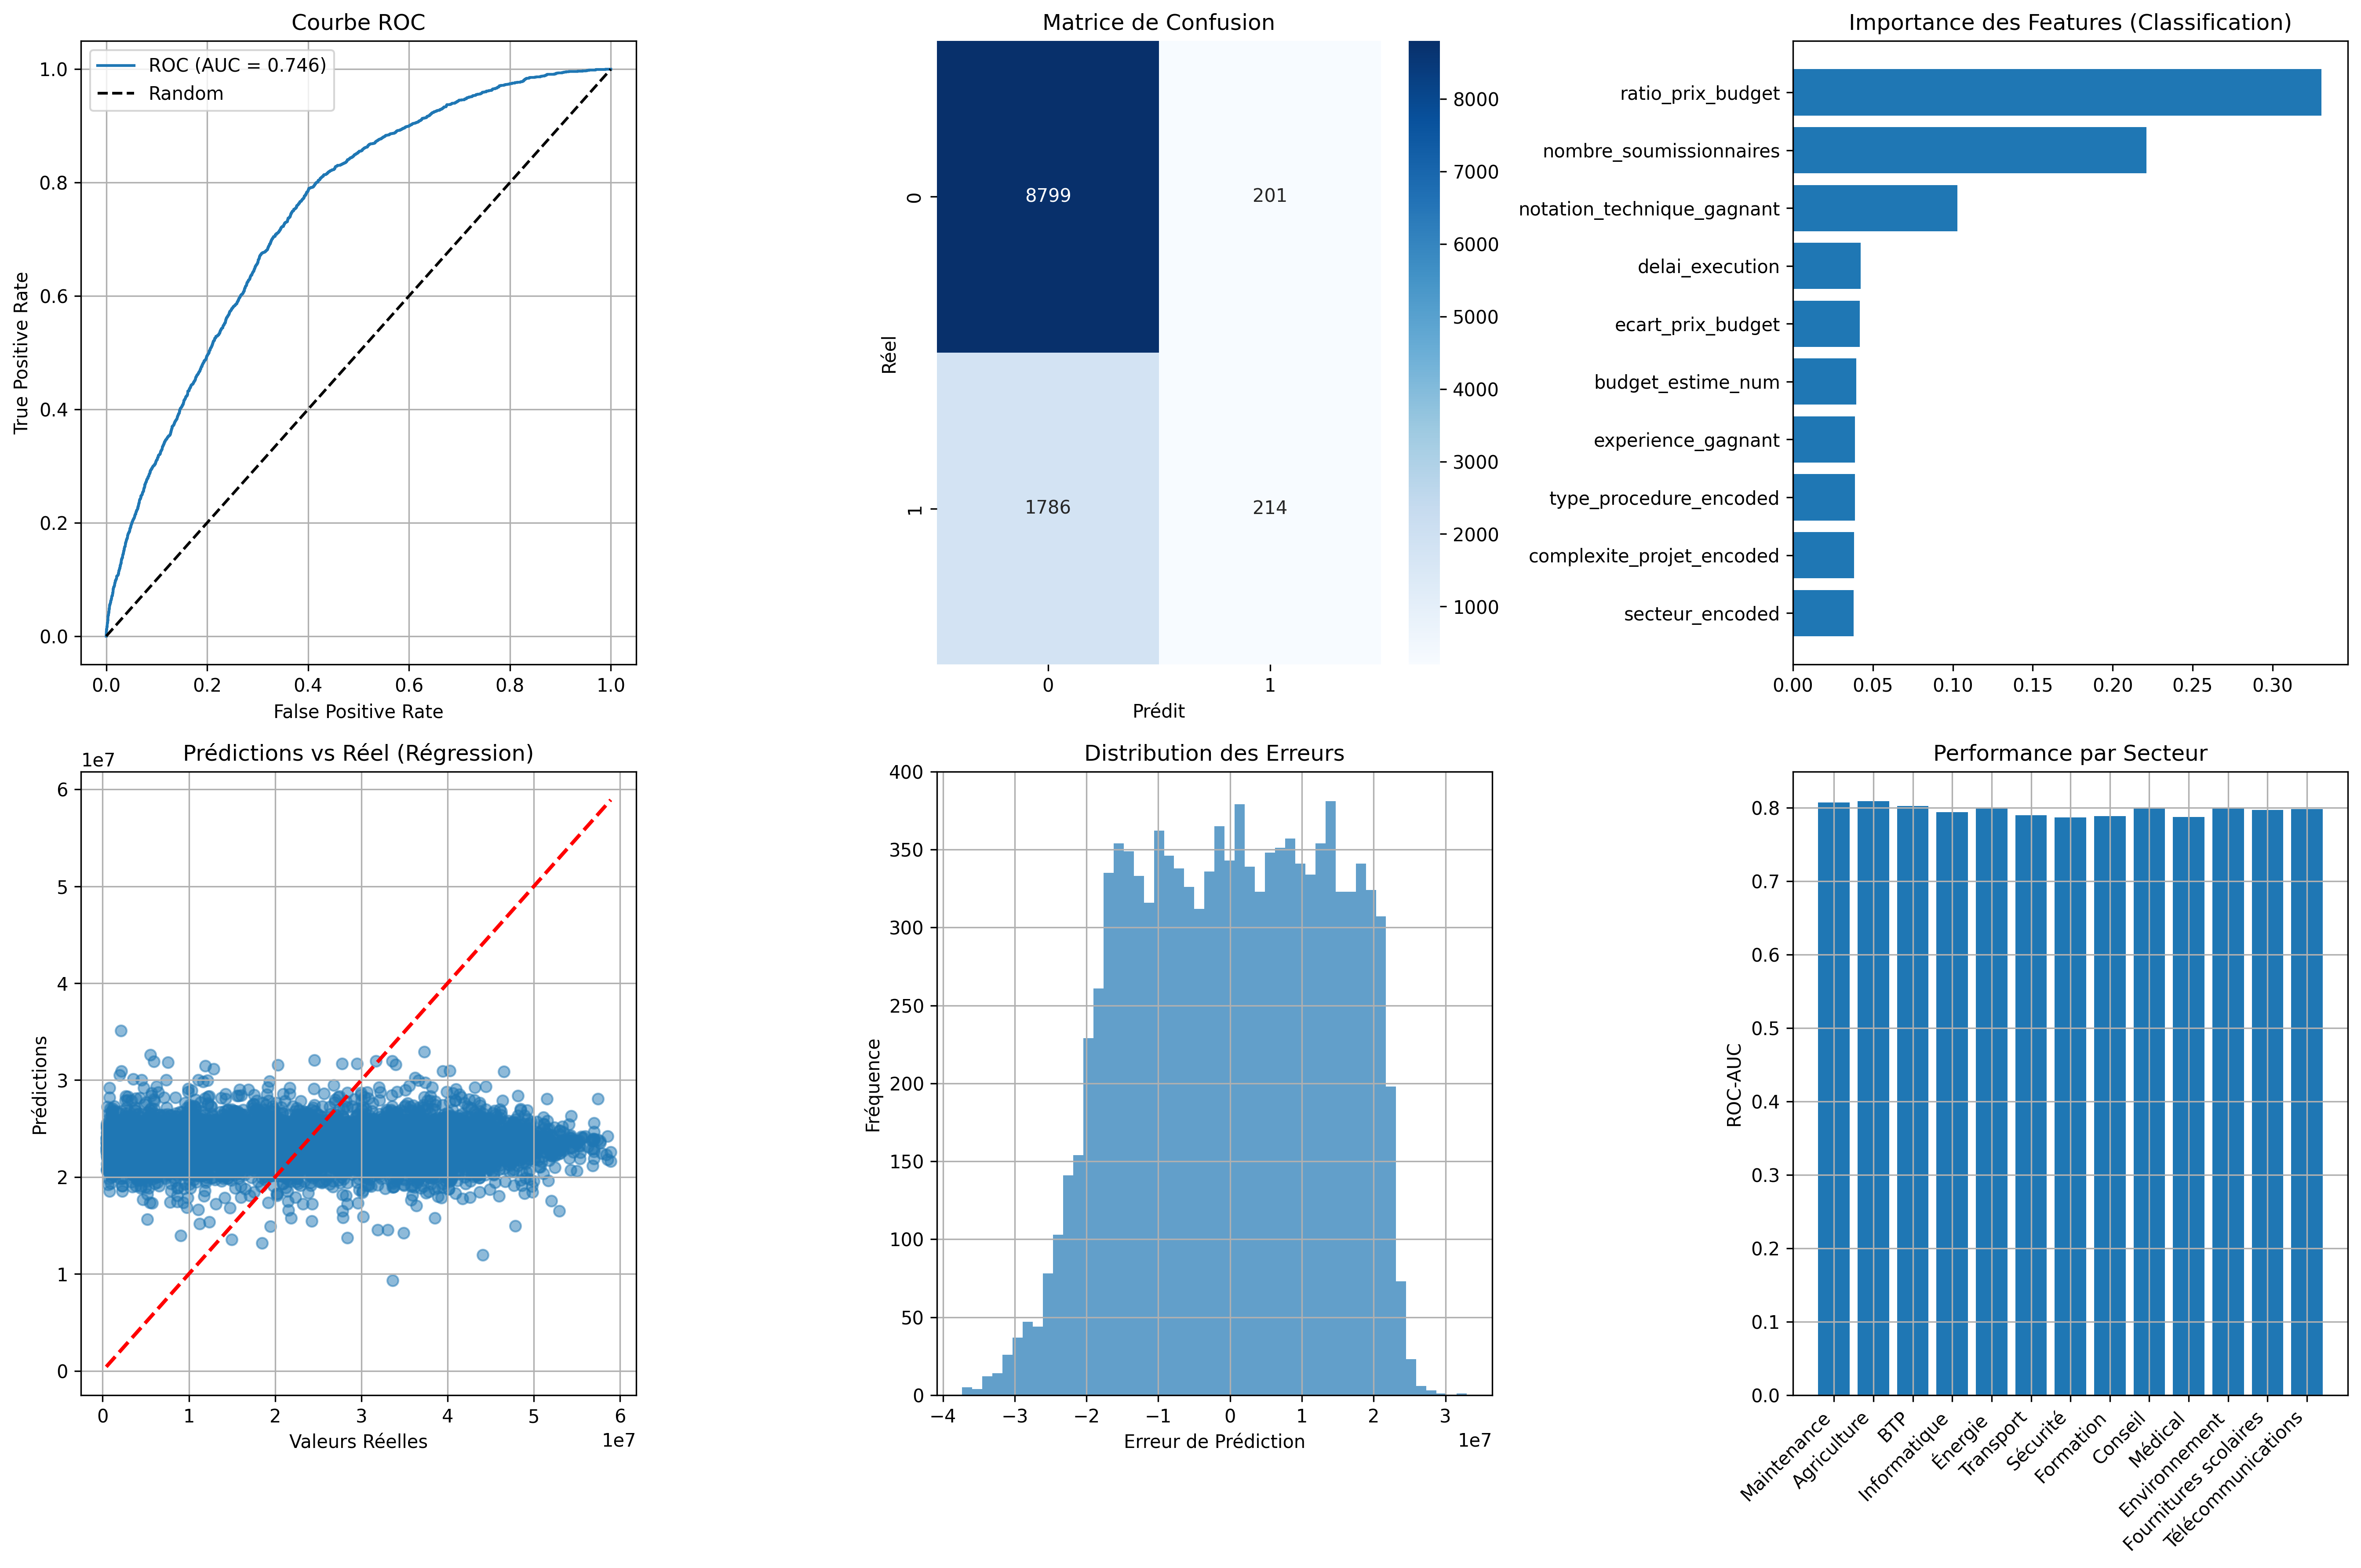 Courbe ROC
ROC (AUC = 0.746)
Random
1.0
0.8
0.6
0.4
0.2
0.0
True Positive Rate
0.0 0.2 0.4 0.6 0.8 1.0
False Positive Rate
Matrice de Confusion
8799 201
1786 214
0
1
Réel
0 1
Prédit
8000
7000
6000
5000
4000
3000
2000
1000
Importance des Features (Classification)
ratio_prix_budget
nombre_soumissionnaires
notation_technique_gagnant
delai_execution
ecart_prix_budget
budget_estime_num
experience_gagnant
type_procedure_encoded
complexite_projet_encoded
secteur_encoded
0.00 0.05 0.10 0.15 0.20 0.25 0.30
Prédictions vs Réel (Régression)
1e7
6
5
4
3
2
1
0
Prédictions
0 1 2 3 4 5 6
1e7
Valeurs Réelles
Distribution des Erreurs
400
350
300
250
200
150
100
50
0
Fréquence
−4 −3 −2 −1 0 1 2 3
1e7
Erreur de Prédiction
Performance par Secteur
0.8
0.7
0.6
0.5
0.4
0.3
0.2
0.1
0.0
ROC-AUC
Maintenance
Agriculture
BTP
Informatique
Énergie
Transport
Sécurité
Formation
Conseil
Médical
Environnement
Fournitures scolaires
Télécommunications